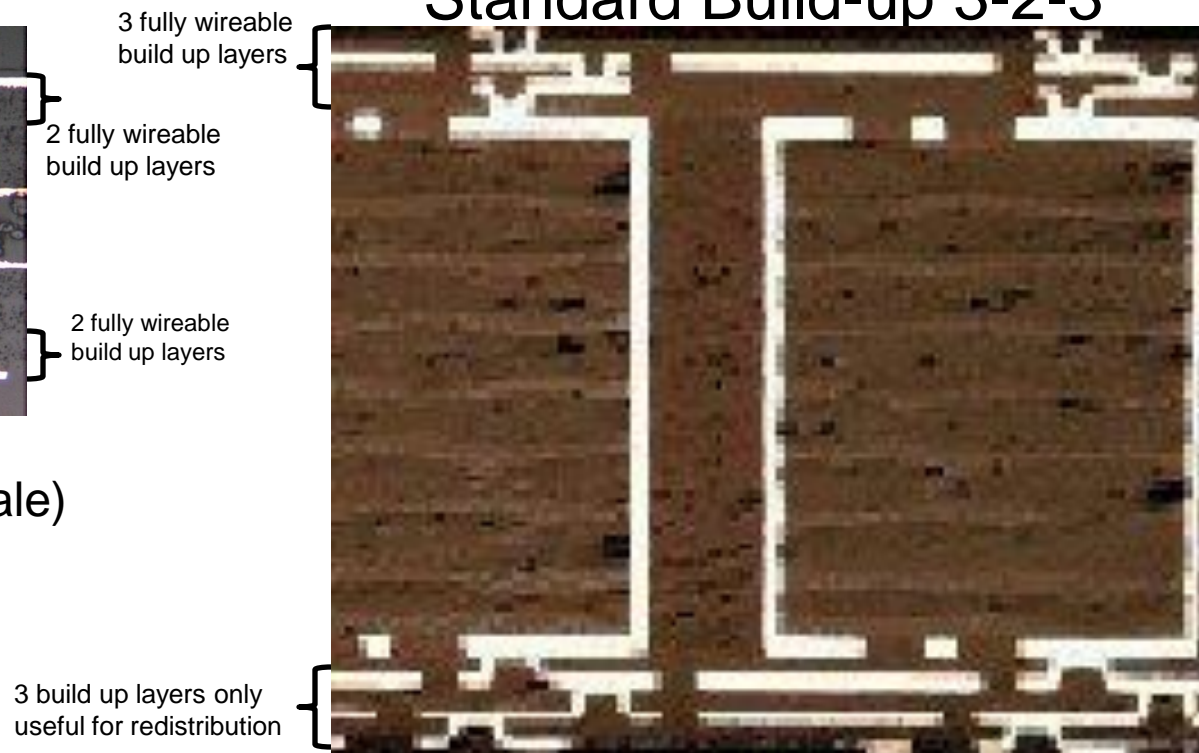 Standard Build-up 3-2-3
3 fully wireable
build up layers
2 fully wireable
build up layers
2 fully wireable
build up layers
ale)
3 build up layers only
useful for redistribution